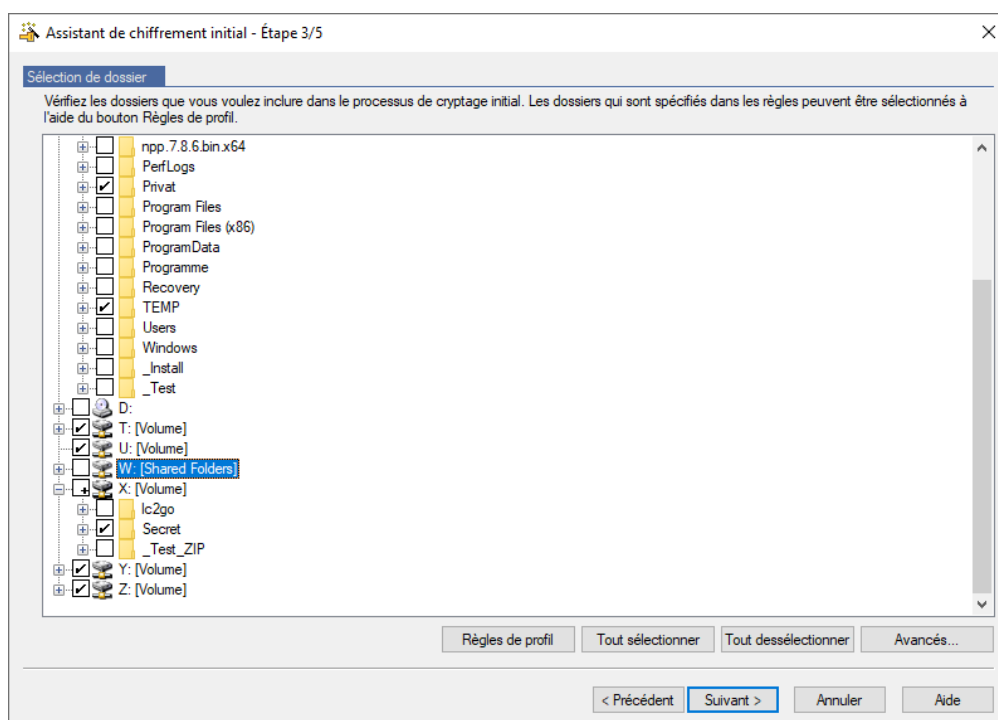 Assistant de chiffrement initial - Étape 3/5
Sélection de dossier
Vérifiez les dossiers que vous voulez inclure dans le processus de cryptage initial. Les dossiers qui sont spécifiés dans les règles peuvent être sélectionnés à
l'aide du bouton Règles de profil.
npp.7.8.6.bin.x64
PerfLogs
Privat
Program Files
Program Files (x86)
ProgramData
Programme
Recovery
TEMP
Users
Windows
_Install
_Test
D:
T: [Volume]
U: [Volume]
W: [Shared Folders]
X: [Volume]
lc2go
Secret
_Test_ZIP
Y: [Volume]
Z: [Volume]
Règles de profil Tout sélectionner Tout dessélectionner Avancés...
< Précédent Suivant > Annuler Aide